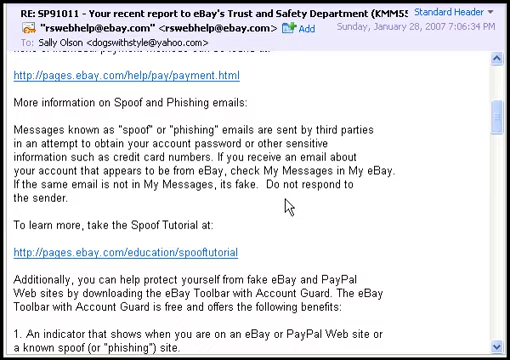 RE: SP91011 - Your recent report to eBay's Trust and Safety Department (KMM55
Standard Header
"rswebhelp@ebay.com" <rswebhelp@ebay.com> Add
Sunday, January 28, 2007 7:06:34 PM
To: Sally Olson <dogswithstyle@yahoo.com>
http://pages.ebay.com/help/pay/payment.html
More information on Spoof and Phishing emails:
Messages known as "spoof" or "phishing" emails are sent by third parties
in an attempt to obtain your account password or other sensitive
information such as credit card numbers. If you receive an email about
your account that appears to be from eBay, check My Messages in My eBay.
If the same email is not in My Messages, its fake. Do not respond to
the sender.
To learn more, take the Spoof Tutorial at:
http://pages.ebay.com/education/spooftutorial
Additionally, you can help protect yourself from fake eBay and PayPal
Web sites by downloading the eBay Toolbar with Account Guard. The eBay
Toolbar with Account Guard is free and offers the following benefits:
1. An indicator that shows when you are on an eBay or PayPal Web site or
a known spoof (or "phishing") site.